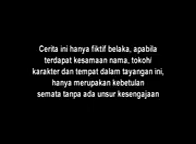 Cerita ini hanya fiktif belaka, apabila
terdapat kesamaan nama, tokoh/
karakter dan tempat dalam tayangan ini,
hanya merupakan kebetulan
semata tanpa ada unsur kesengajaan